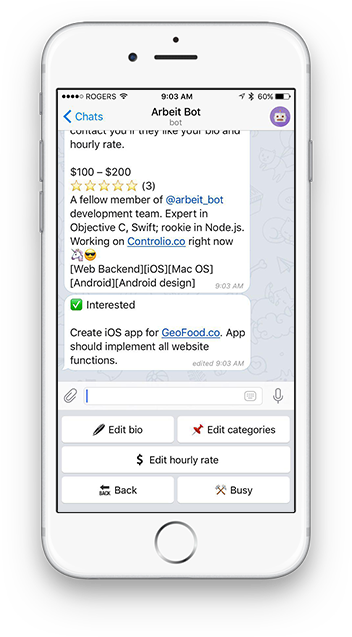 ROGERS 9:03 AM 60%
Chats Arbeit Bot
bot
contact you if they like your bio and
hourly rate.
$100 – $200
⭐⭐⭐⭐⭐ (3)
A fellow member of @arbeit_bot
development team. Expert in
Objective C, Swift; rookie in Node.js.
Working on Controlio.co right now
🦄😎
[Web Backend][iOS][Mac OS]
[Android][Android design]
9:03 AM
✅ Interested
Create iOS app for GeoFood.co. App
should implement all website
functions.
edited 9:03 AM
Edit bio 📌 Edit categories
$ Edit hourly rate
BACK Back Busy